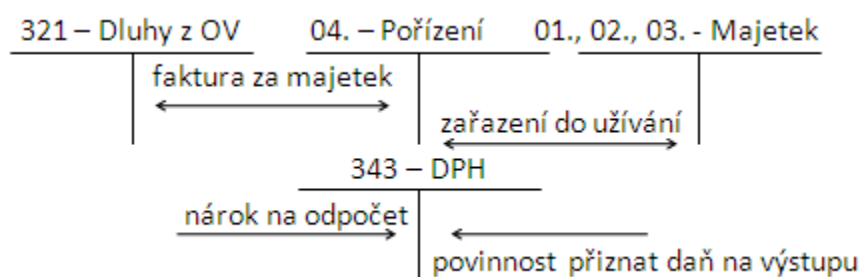 321 – Dluhy z OV 04. – Pořízení 01., 02., 03. - Majetek
faktura za majetek
zařazení do užívání
343 – DPH
nárok na odpočet
povinnost přiznat daň na výstupu